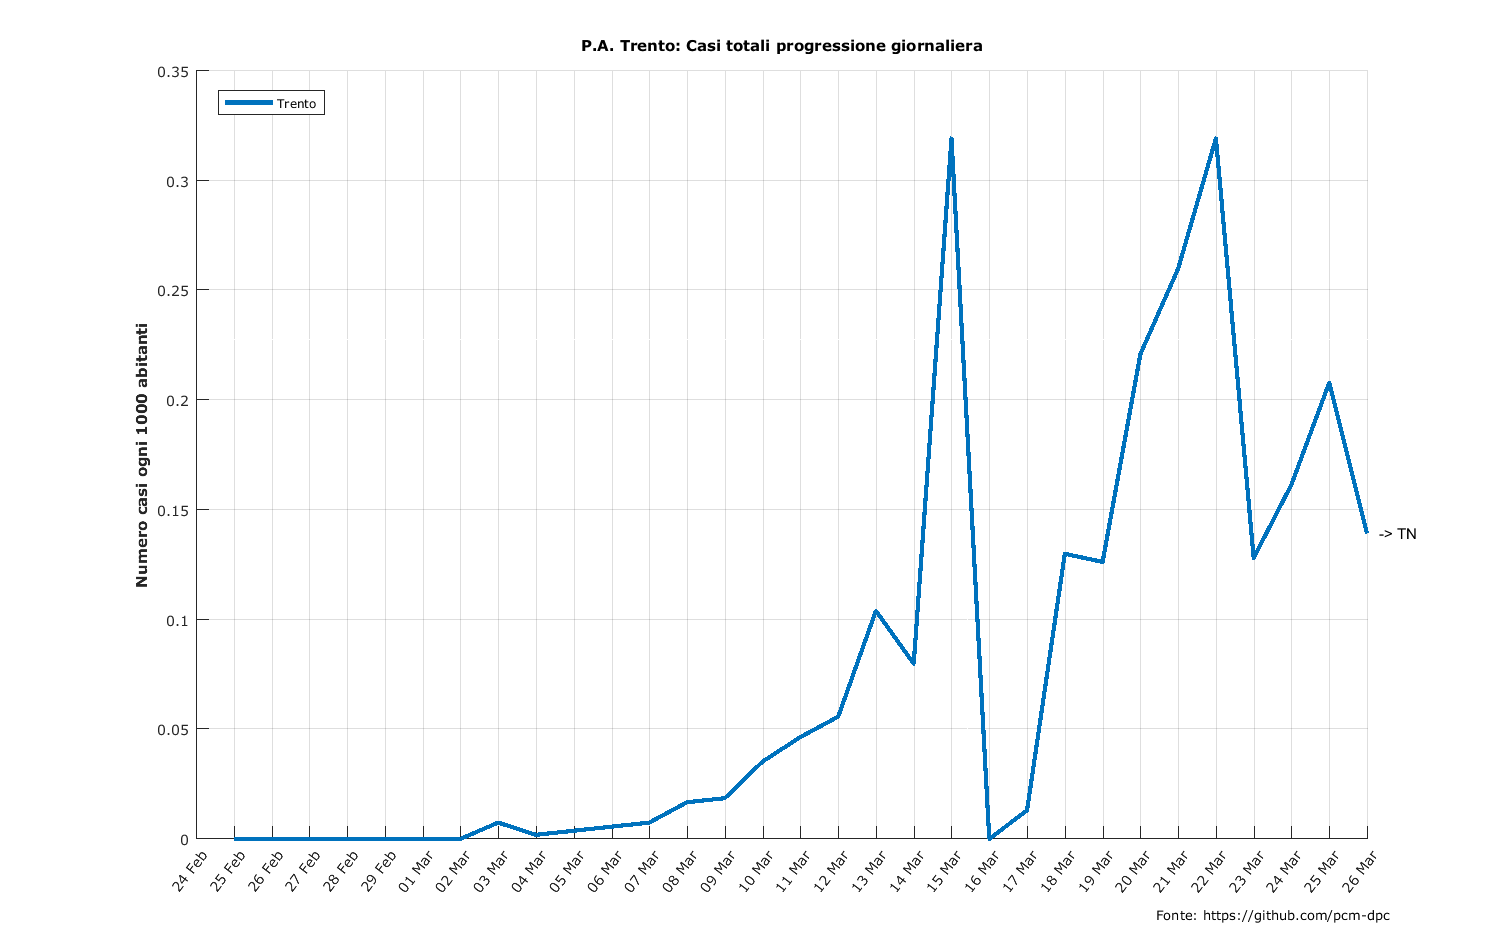 P.A. Trento: Casi totali progressione giornaliera
Trento
Numero casi ogni 1000 abitanti
0.35
0.3
0.25
0.2
0.15
0.1
0.05
0
-> TN
24 Feb
25 Feb
26 Feb
27 Feb
28 Feb
29 Feb
01 Mar
02 Mar
03 Mar
04 Mar
05 Mar
06 Mar
07 Mar
08 Mar
09 Mar
10 Mar
11 Mar
12 Mar
13 Mar
14 Mar
15 Mar
16 Mar
17 Mar
18 Mar
19 Mar
20 Mar
21 Mar
22 Mar
23 Mar
24 Mar
25 Mar
26 Mar
Fonte: https://github.com/pcm-dpc